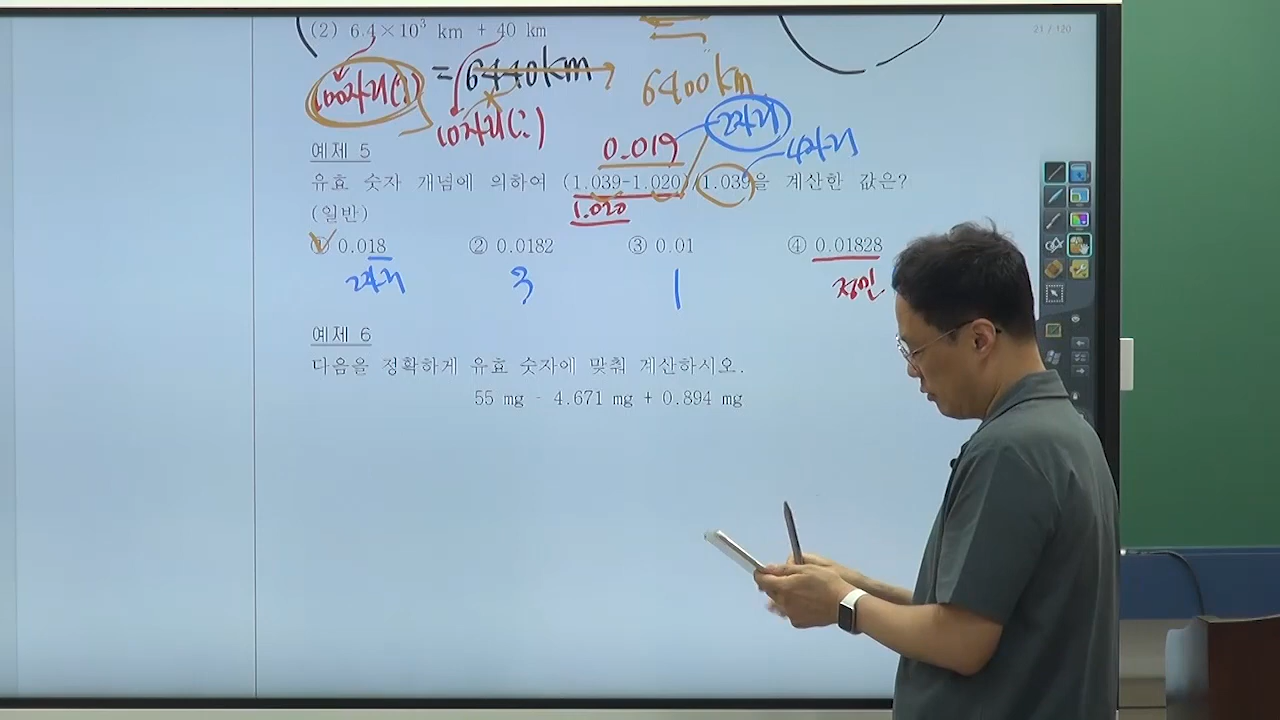 (2) 6.4×10³ km + 40 km
= 6440km
6400km
100자리(1)
10자리(:)
0.019
2자리
4자리
예제 5
유효 숫자 개념에 의하여 (1.039-1.020)/1.039을 계산한 값은?
(일반)
1.020
① 0.018 ② 0.0182 ③ 0.01 ④ 0.01828
2자리 3 1 정밀
예제 6
다음을 정확하게 유효 숫자에 맞춰 계산하시오.
55 mg - 4.671 mg + 0.894 mg
21 / 120